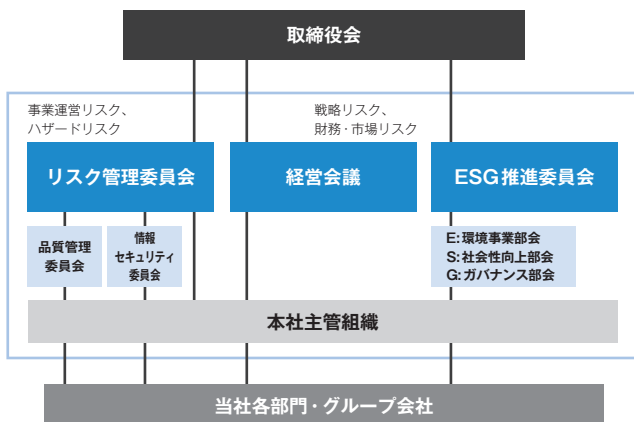 取締役会
事業運営リスク、
ハザードリスク
戦略リスク、
財務・市場リスク
リスク管理委員会
経営会議
ESG推進委員会
品質管理
委員会
情報
セキュリティ
委員会
E:環境事業部会
S:社会性向上部会
G:ガバナンス部会
本社主管組織
当社各部門・グループ会社